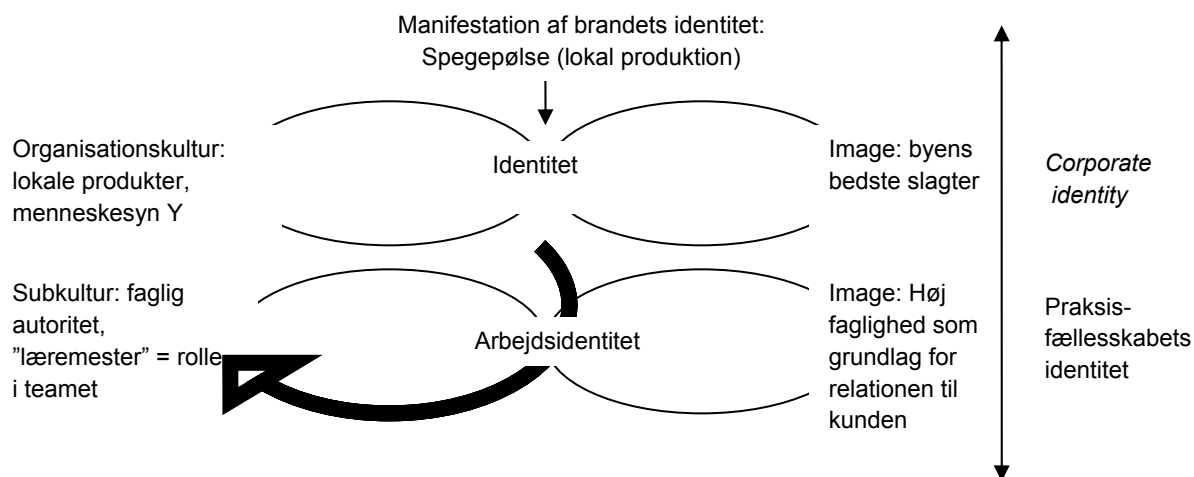 Manifestation af brandets identitet:
Spegepølse (lokal produktion)
Organisationskultur:
lokale produkter,
menneskesyn Y
Identitet
Image: byens
bedste slagter
Corporate
identity
Subkultur: faglig
autoritet,
”læremester” = rolle
i teamet
Arbejdsidentitet
Image: Høj
faglighed som
grundlag for
relationen til
kunden
Praksis-
fællesskabets
identitet